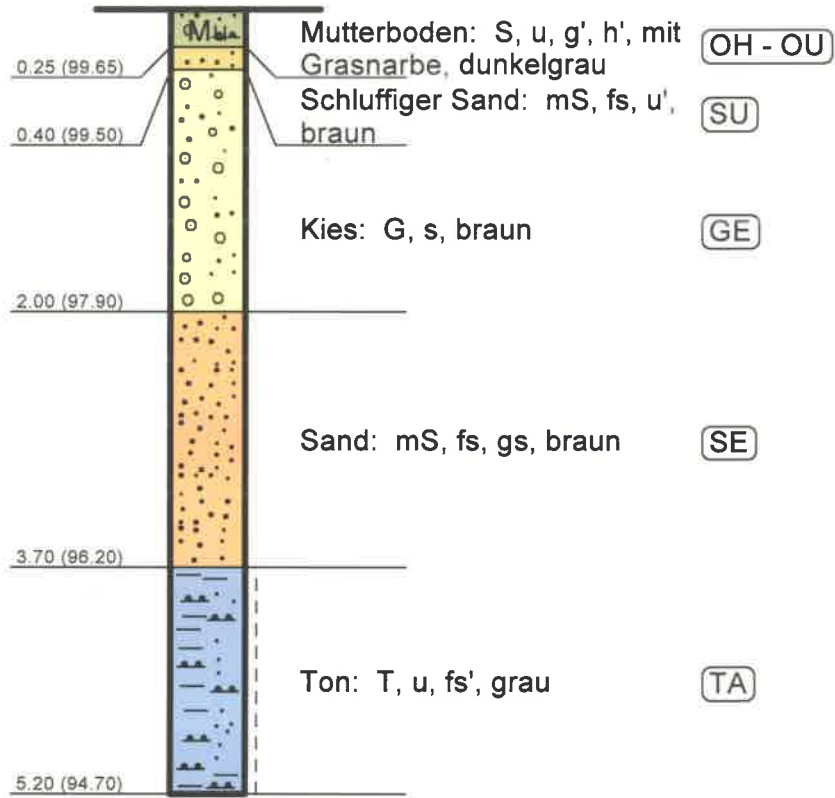 Mu
Mutterboden: S, u, g', h', mit
Grasnarbe, dunkelgrau
OH - OU
0.25 (99.65)
Schluffiger Sand: mS, fs, u',
braun
SU
0.40 (99.50)
Kies: G, s, braun
GE
2.00 (97.90)
Sand: mS, fs, gs, braun
SE
3.70 (96.20)
Ton: T, u, fs', grau
TA
5.20 (94.70)